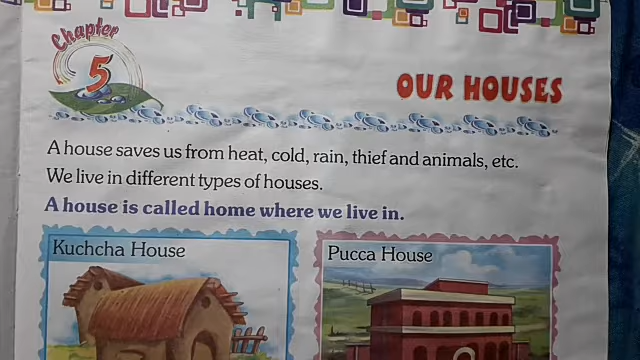 Chapter
5
OUR HOUSES
A house saves us from heat, cold, rain, thief and animals, etc.
We live in different types of houses.
A house is called home where we live in.
Kuchcha House
Pucca House